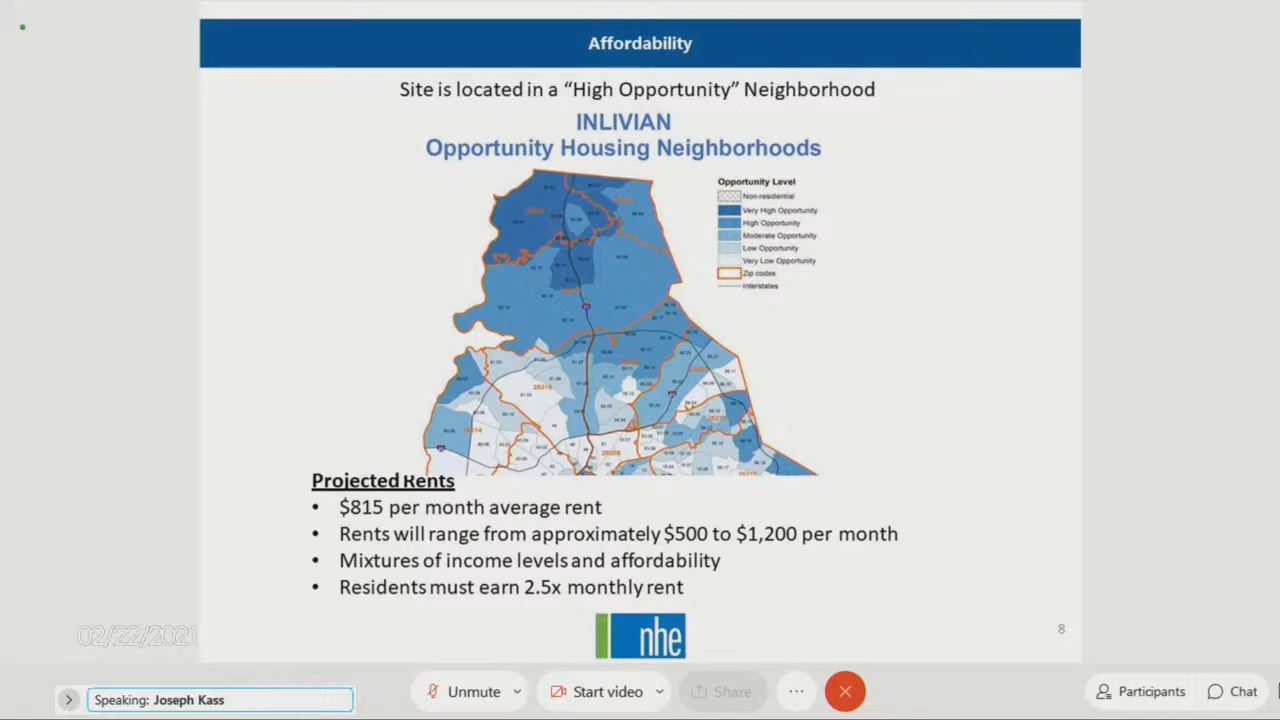 Affordability
Site is located in a “High Opportunity” Neighborhood
INLIVIAN
Opportunity Housing Neighborhoods
Opportunity Level
Non-residential
Very High Opportunity
High Opportunity
Moderate Opportunity
Low Opportunity
Very Low Opportunity
Zip codes
Interstates
Projected Rents
• $815 per month average rent
• Rents will range from approximately $500 to $1,200 per month
• Mixtures of income levels and affordability
• Residents must earn 2.5x monthly rent
nhe
8
02/22/2021
Speaking: Joseph Kass
Unmute
Start video
Share
Participants
Chat